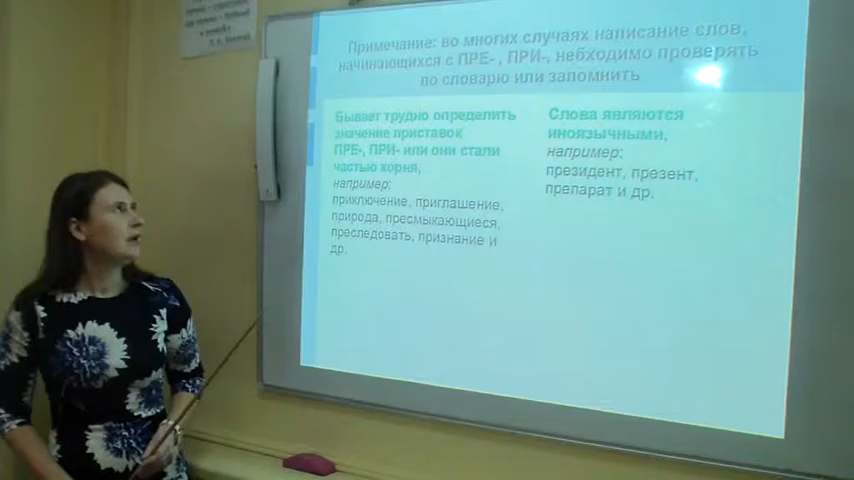 Примечание: во многих случаях написание слов,
начинающихся с ПРЕ- , ПРИ-, небходимо проверять
по словарю или запомнить
Бывает трудно определить
значение приставок
ПРЕ-, ПРИ- или они стали
частью корня,
например:
приключение, приглашение,
природа, пресмыкающиеся,
преследовать, признание и
др.
Слова являются
иноязычными,
например:
президент, презент,
препарат и др.